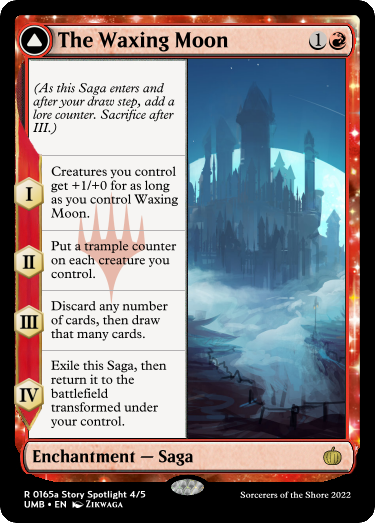 The Waxing Moon 1
(As this Saga enters and
after your draw step, add a
lore counter. Sacrifice after
III.)
I
Creatures you control
get +1/+0 for as long
as you control Waxing
Moon.
II
Put a trample counter
on each creature you
control.
III
Discard any number
of cards, then draw
that many cards.
IV
Exile this Saga, then
return it to the
battlefield
transformed under
your control.
Enchantment — Saga
R 0165a Story Spotlight 4/5
UMB • EN ZIKWAGA
Sorcerers of the Shore 2022